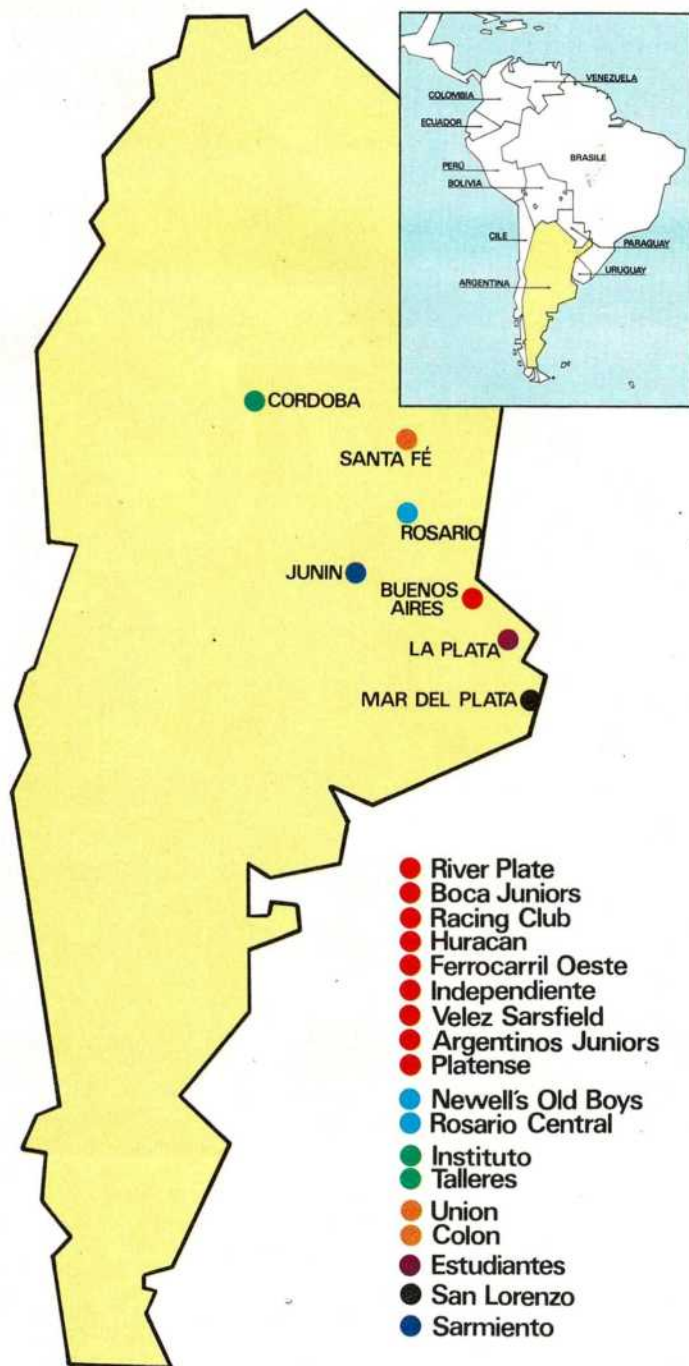 VENEZUELA
COLOMBIA
ECUADOR
BRASILE
PERÚ
BOLIVIA
CILE
PARAGUAY
URUGUAY
ARGENTINA
CORDOBA
SANTA FÉ
ROSARIO
JUNIN
BUENOS
AIRES
LA PLATA
MAR DEL PLATA
River Plate
Boca Juniors
Racing Club
Huracan
Ferrocarril Oeste
Independiente
Velez Sarsfield
Argentinos Juniors
Platense
Newell's Old Boys
Rosario Central
Instituto
Talleres
Union
Colon
Estudiantes
San Lorenzo
Sarmiento